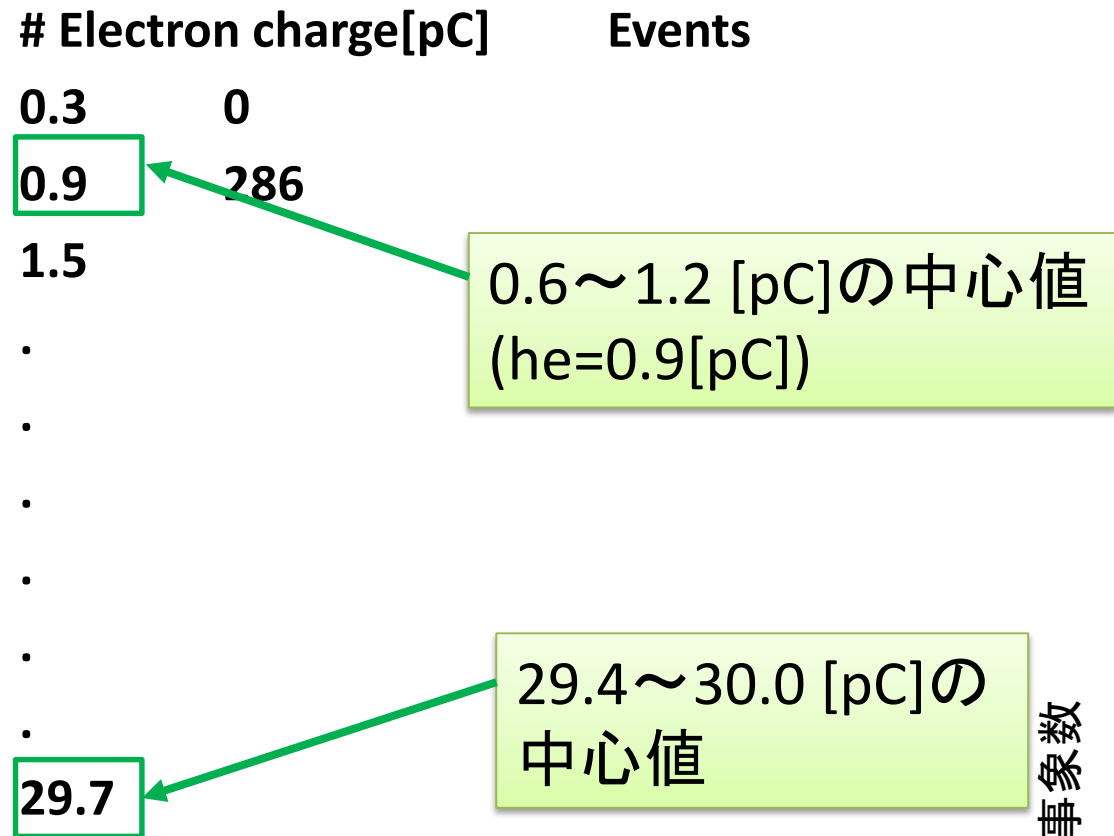 # Electron charge[pC] Events
0.3 0
0.9 286
1.5
0.6～1.2 [pC]の中心値
(he=0.9[pC])
.
.
.
.
.
.
29.4～30.0 [pC]の
中心値
29.7
事象数